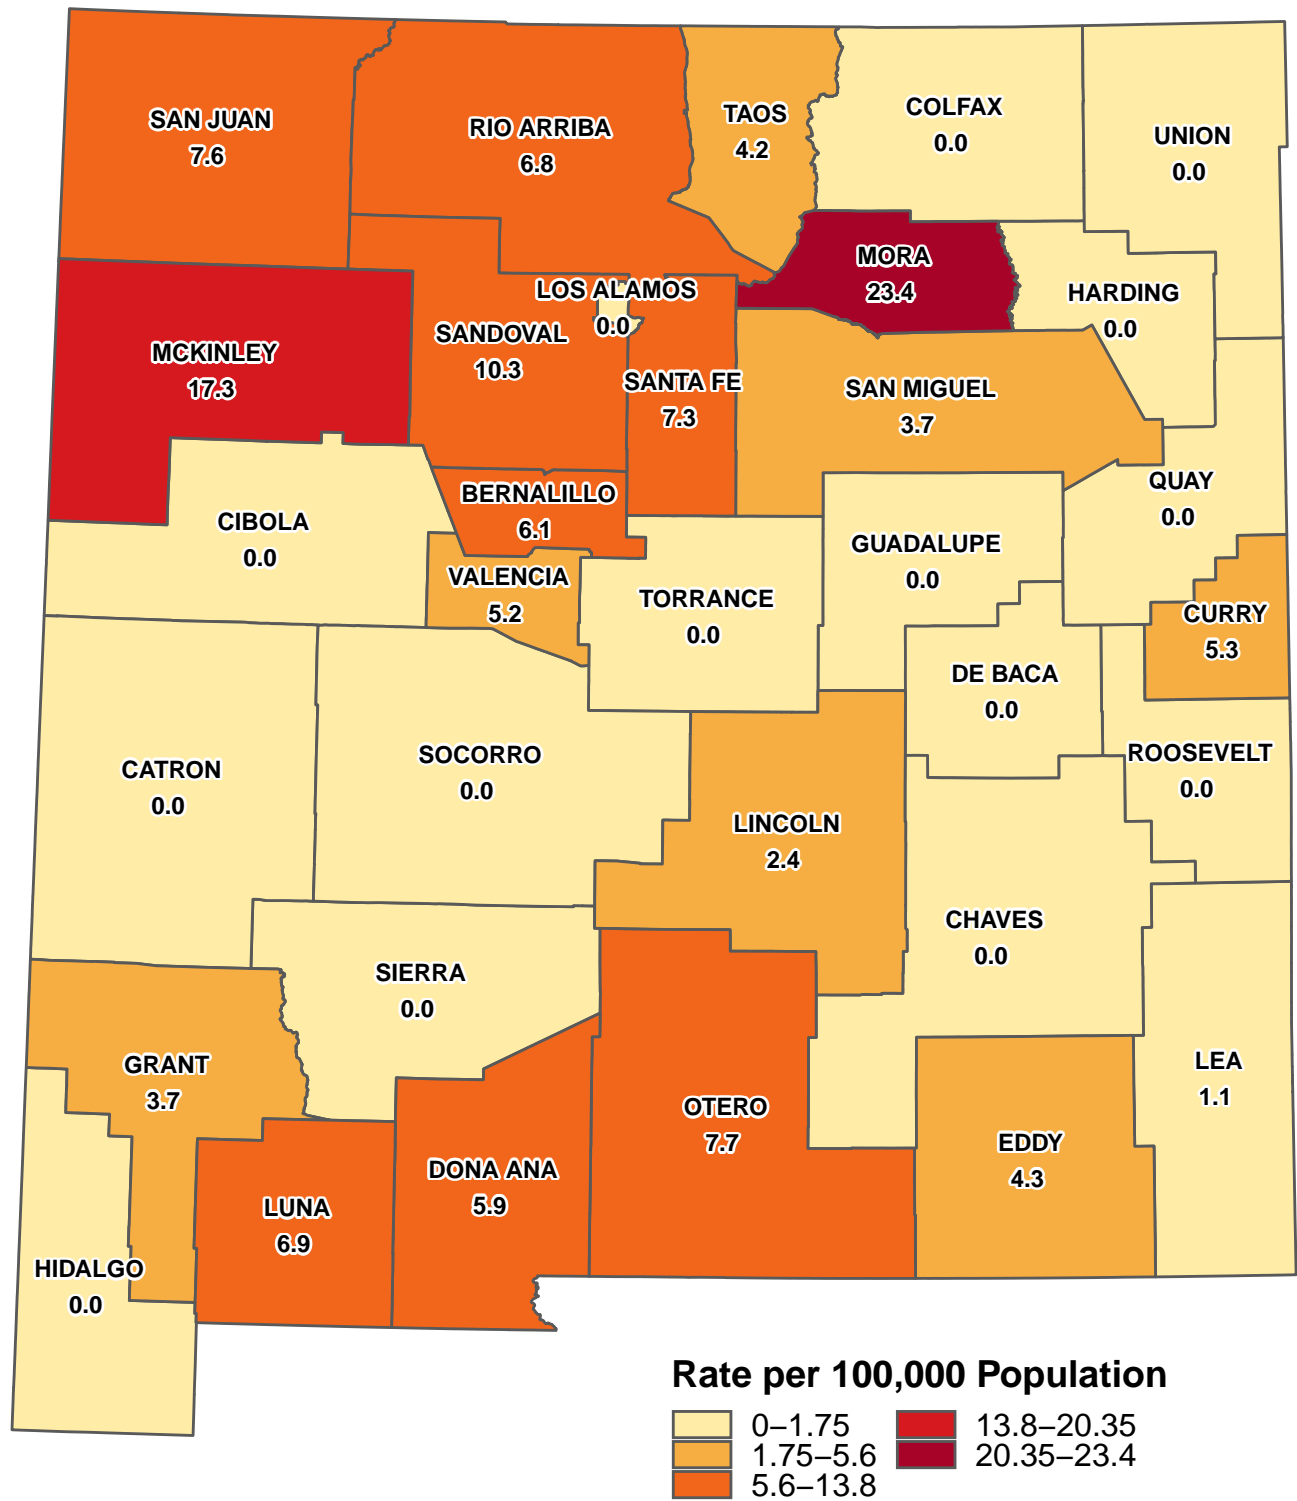 SAN JUAN
7.6
RIO ARRIBA
6.8
TAOS
4.2
COLFAX
0.0
UNION
0.0
MORA
23.4
HARDING
0.0
LOS ALAMOS
0.0
SANDOVAL
10.3
MCKINLEY
17.3
SANTA FE
7.3
SAN MIGUEL
3.7
QUAY
0.0
BERNALILLO
6.1
CIBOLA
0.0
GUADALUPE
0.0
VALENCIA
5.2
TORRANCE
0.0
CURRY
5.3
DE BACA
0.0
ROOSEVELT
0.0
CATRON
0.0
SOCORRO
0.0
LINCOLN
2.4
CHAVES
0.0
SIERRA
0.0
GRANT
3.7
LEA
1.1
OTERO
7.7
EDDY
4.3
DONA ANA
5.9
LUNA
6.9
HIDALGO
0.0
Rate per 100,000 Population
0–1.75
1.75–5.6
5.6–13.8
13.8–20.35
20.35–23.4